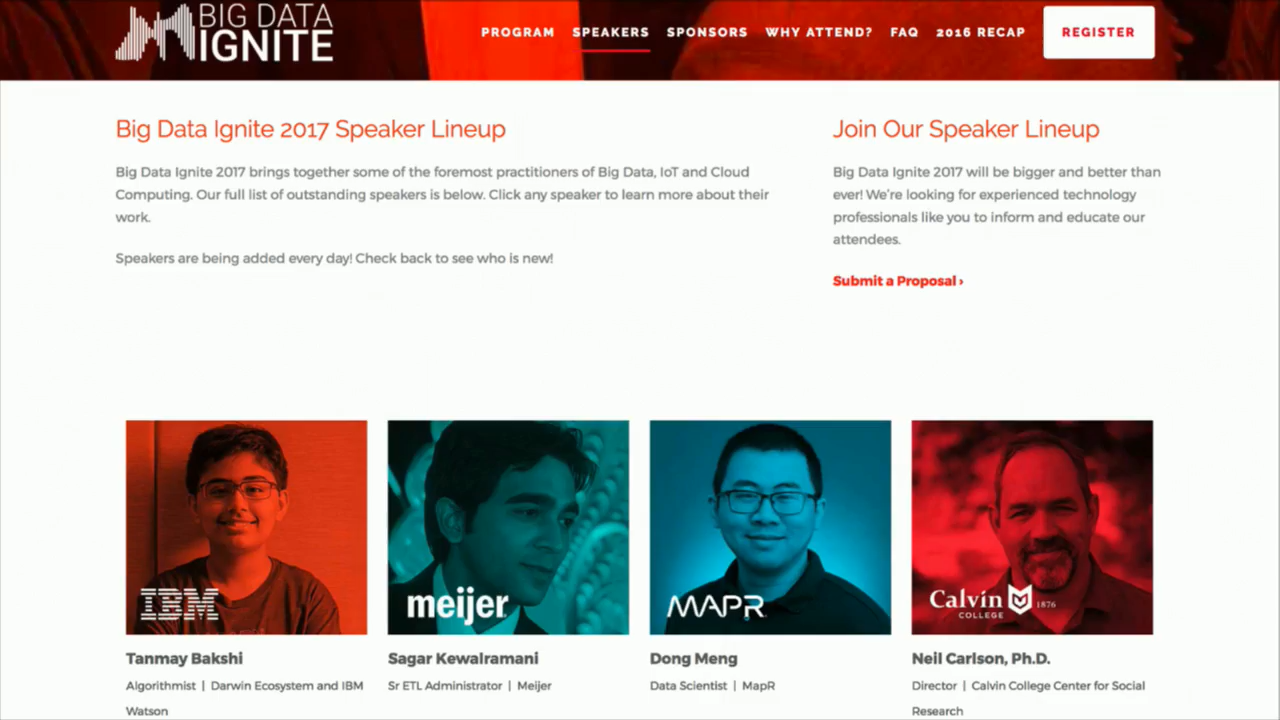 BIG DATA
IGNITE
PROGRAM SPEAKERS SPONSORS WHY ATTEND? FAQ 2016 RECAP REGISTER
Big Data Ignite 2017 Speaker Lineup
Big Data Ignite 2017 brings together some of the foremost practitioners of Big Data, IoT and Cloud
Computing. Our full list of outstanding speakers is below. Click any speaker to learn more about their
work.
Speakers are being added every day! Check back to see who is new!
Join Our Speaker Lineup
Big Data Ignite 2017 will be bigger and better than
ever! We're looking for experienced technology
professionals like you to inform and educate our
attendees.
Submit a Proposal ›
IBM
Tanmay Bakshi
Algorithmist | Darwin Ecosystem and IBM
Watson
meijer
Sagar Kewalramani
Sr ETL Administrator | Meijer
MAPR
Dong Meng
Data Scientist | MapR
Calvin 1876
COLLEGE
Neil Carlson, Ph.D.
Director | Calvin College Center for Social
Research